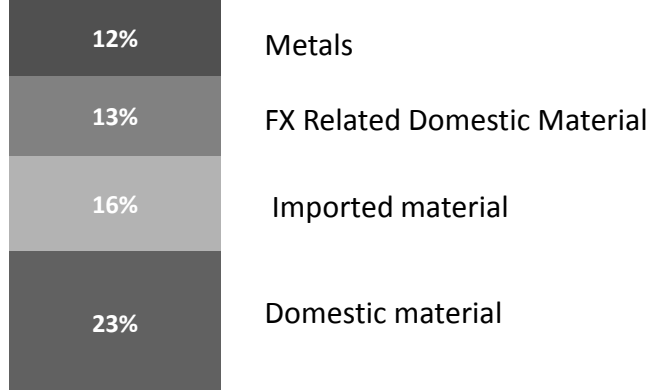 12% Metals
13% FX Related Domestic Material
16% Imported material
23% Domestic material